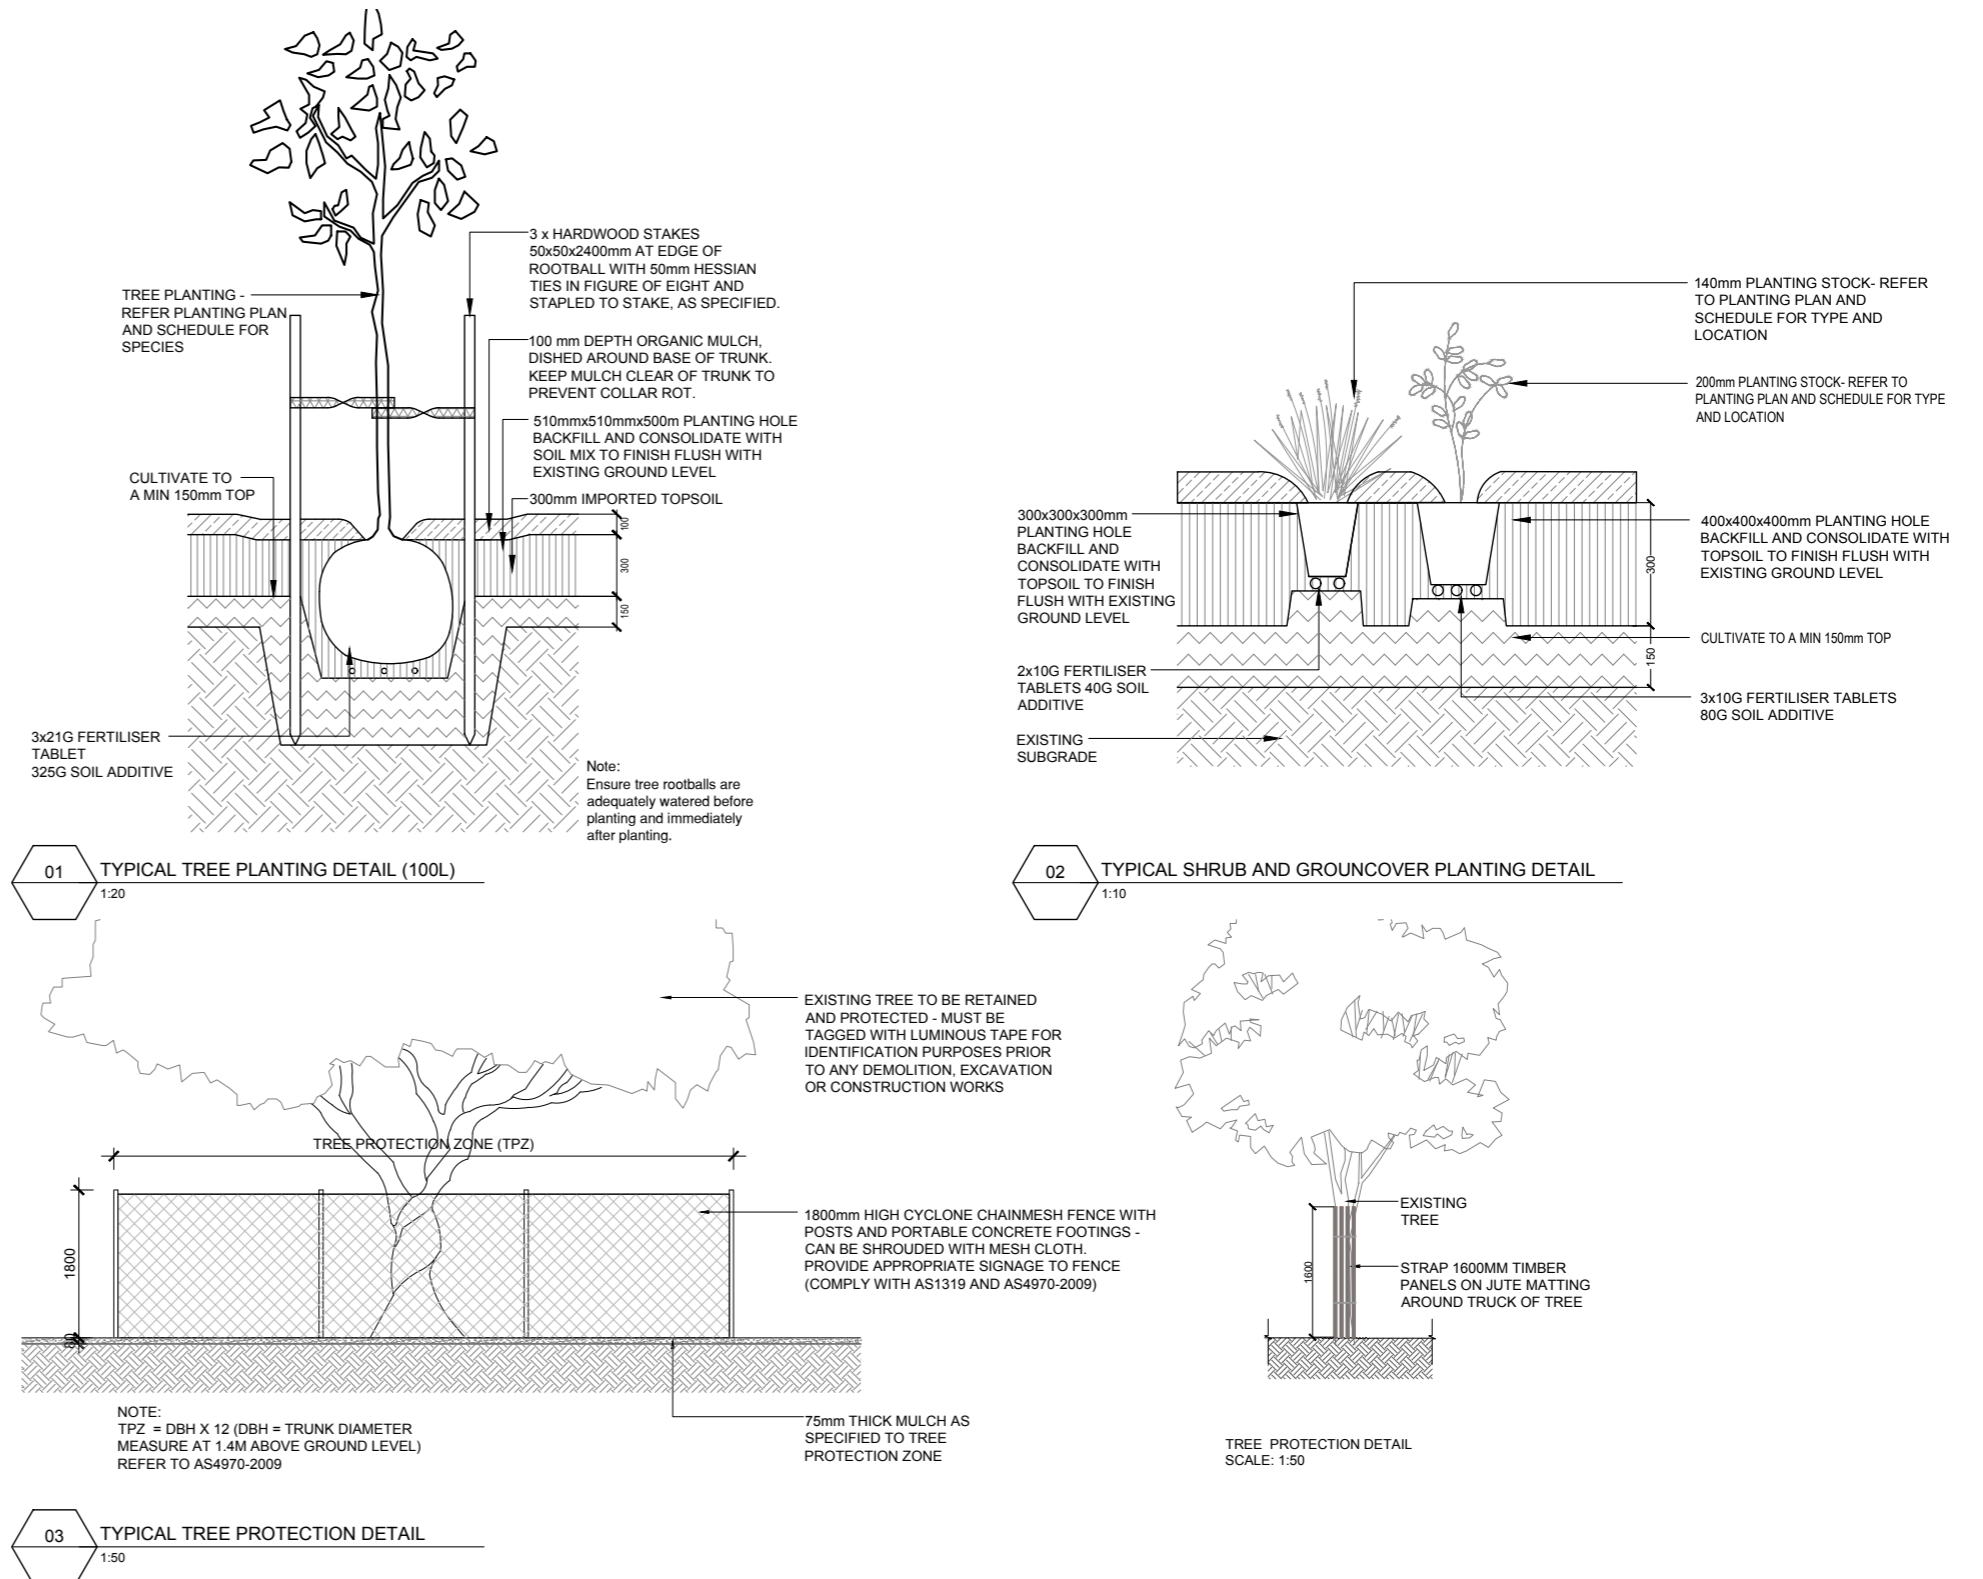 3 x HARDWOOD STAKES
50x50x2400mm AT EDGE OF
ROOTBALL WITH 50mm HESSIAN
TIES IN FIGURE OF EIGHT AND
STAPLED TO STAKE, AS SPECIFIED.
TREE PLANTING -
REFER PLANTING PLAN
AND SCHEDULE FOR
SPECIES
100 mm DEPTH ORGANIC MULCH,
DISHED AROUND BASE OF TRUNK.
KEEP MULCH CLEAR OF TRUNK TO
PREVENT COLLAR ROT.
510mmx510mmx500m PLANTING HOLE
BACKFILL AND CONSOLIDATE WITH
SOIL MIX TO FINISH FLUSH WITH
EXISTING GROUND LEVEL
CULTIVATE TO
A MIN 150mm TOP
300mm IMPORTED TOPSOIL
100
300
150
3x21G FERTILISER
TABLET
325G SOIL ADDITIVE
Note:
Ensure tree rootballs are
adequately watered before
planting and immediately
after planting.
01
TYPICAL TREE PLANTING DETAIL (100L)
1:20
140mm PLANTING STOCK- REFER
TO PLANTING PLAN AND
SCHEDULE FOR TYPE AND
LOCATION
200mm PLANTING STOCK- REFER TO
PLANTING PLAN AND SCHEDULE FOR TYPE
AND LOCATION
300x300x300mm
PLANTING HOLE
BACKFILL AND
CONSOLIDATE WITH
TOPSOIL TO FINISH
FLUSH WITH EXISTING
GROUND LEVEL
400x400x400mm PLANTING HOLE
BACKFILL AND CONSOLIDATE WITH
TOPSOIL TO FINISH FLUSH WITH
EXISTING GROUND LEVEL
300
150
CULTIVATE TO A MIN 150mm TOP
2x10G FERTILISER
TABLETS 40G SOIL
ADDITIVE
3x10G FERTILISER TABLETS
80G SOIL ADDITIVE
EXISTING
SUBGRADE
02
TYPICAL SHRUB AND GROUNCOVER PLANTING DETAIL
1:10
EXISTING TREE TO BE RETAINED
AND PROTECTED - MUST BE
TAGGED WITH LUMINOUS TAPE FOR
IDENTIFICATION PURPOSES PRIOR
TO ANY DEMOLITION, EXCAVATION
OR CONSTRUCTION WORKS
TREE PROTECTION ZONE (TPZ)
1800mm HIGH CYCLONE CHAINMESH FENCE WITH
POSTS AND PORTABLE CONCRETE FOOTINGS -
CAN BE SHROUDED WITH MESH CLOTH.
PROVIDE APPROPRIATE SIGNAGE TO FENCE
(COMPLY WITH AS1319 AND AS4970-2009)
1800
75mm THICK MULCH AS
SPECIFIED TO TREE
PROTECTION ZONE
NOTE:
TPZ = DBH X 12 (DBH = TRUNK DIAMETER
MEASURE AT 1.4M ABOVE GROUND LEVEL)
REFER TO AS4970-2009
EXISTING
TREE
1600
STRAP 1600MM TIMBER
PANELS ON JUTE MATTING
AROUND TRUCK OF TREE
TREE PROTECTION DETAIL
SCALE: 1:50
03
TYPICAL TREE PROTECTION DETAIL
1:50